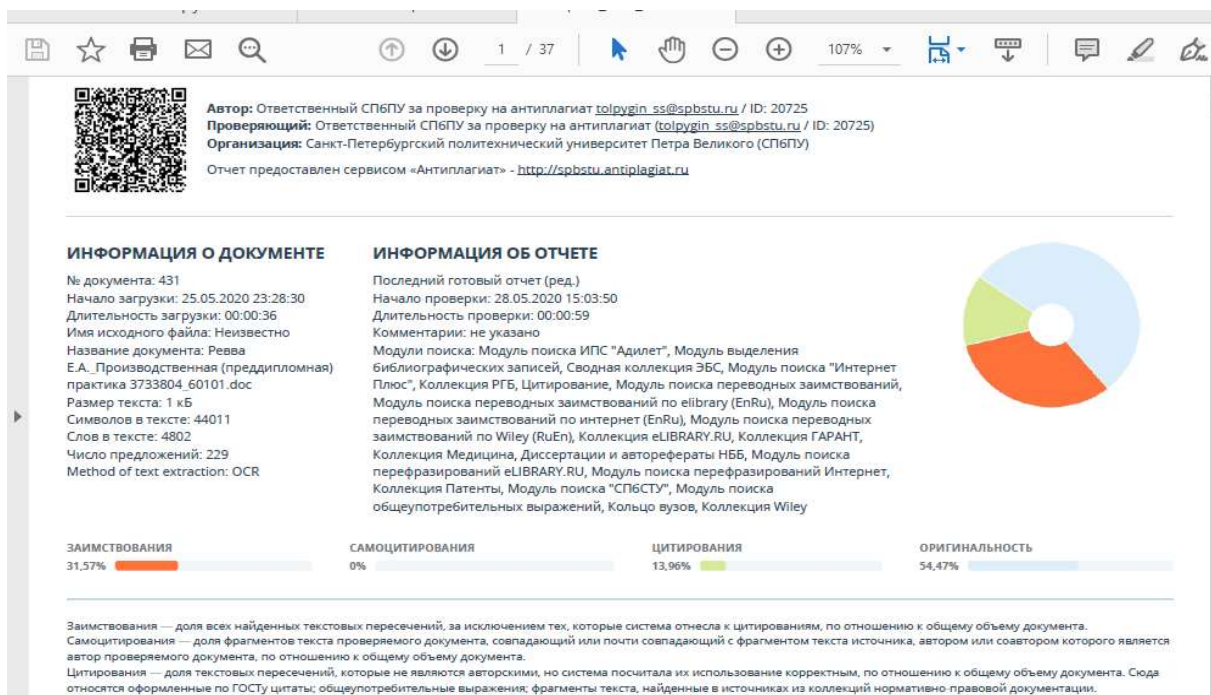 1 / 37
107%
Автор: Ответственный СПбПУ за проверку на антиплагиат tolpygin_ss@spbstu.ru / ID: 20725
Проверяющий: Ответственный СПбПУ за проверку на антиплагиат (tolpygin_ss@spbstu.ru / ID: 20725)
Организация: Санкт-Петербургский политехнический университет Петра Великого (СПбПУ)
Отчет предоставлен сервисом «Антиплагиат» - http://spbstu.antiplagiat.ru
ИНФОРМАЦИЯ О ДОКУМЕНТЕ
№ документа: 431
Начало загрузки: 25.05.2020 23:28:30
Длительность загрузки: 00:00:36
Имя исходного файла: Неизвестно
Название документа: Ревва
Е.А._Производственная (преддипломная)
практика 3733804_60101.doc
Размер текста: 1 кБ
Символов в тексте: 44011
Слов в тексте: 4802
Число предложений: 229
Method of text extraction: OCR
ИНФОРМАЦИЯ ОБ ОТЧЕТЕ
Последний готовый отчет (ред.)
Начало проверки: 28.05.2020 15:03:50
Длительность проверки: 00:00:59
Комментарии: не указано
Модули поиска: Модуль поиска ИПС "Адилет", Модуль выделения
библиографических записей, Сводная коллекция ЭБС, Модуль поиска "Интернет
Плюс", Коллекция РГБ, Цитирование, Модуль поиска переводных заимствований,
Модуль поиска переводных заимствований по elibrary (EnRu), Модуль поиска
переводных заимствований по интернет (EnRu), Модуль поиска переводных
заимствований по Wiley (RuEn), Коллекция eLIBRARY.RU, Коллекция ГАРАНТ,
Коллекция Медицина, Диссертации и авторефераты НББ, Модуль поиска
перефразирований eLIBRARY.RU, Модуль поиска перефразирований Интернет,
Коллекция Патенты, Модуль поиска "СПбСТУ", Модуль поиска
общеупотребительных выражений, Кольцо вузов, Коллекция Wiley
ЗАИМСТВОВАНИЯ
31,57%
САМОЦИТИРОВАНИЯ
0%
ЦИТИРОВАНИЯ
13,96%
ОРИГИНАЛЬНОСТЬ
54,47%
Заимствования — доля всех найденных текстовых пересечений, за исключением тех, которые система отнесла к цитированиям, по отношению к общему объему документа.
Самоцитирования — доля фрагментов текста проверяемого документа, совпадающий или почти совпадающий с фрагментом текста источника, автором или соавтором которого является
автор проверяемого документа, по отношению к общему объему документа.
Цитирования — доля текстовых пересечений, которые не являются авторскими, но система посчитала их использование корректным, по отношению к общему объему документа. Сюда
относятся оформленные по ГОСТу цитаты; общеупотребительные выражения; фрагменты текста, найденные в источниках из коллекций нормативно-правовой документации.